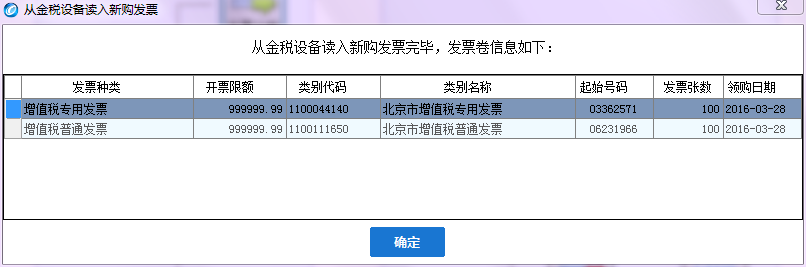 从金税设备读入新购发票
从金税设备读入新购发票完毕，发票卷信息如下：
发票种类 开票限额 类别代码 类别名称 起始号码 发票张数 领购日期
增值税专用发票 999999.99 1100044140 北京市增值税专用发票 03362571 100 2016-03-28
增值税普通发票 999999.99 1100111650 北京市增值税普通发票 06231966 100 2016-03-28
确定